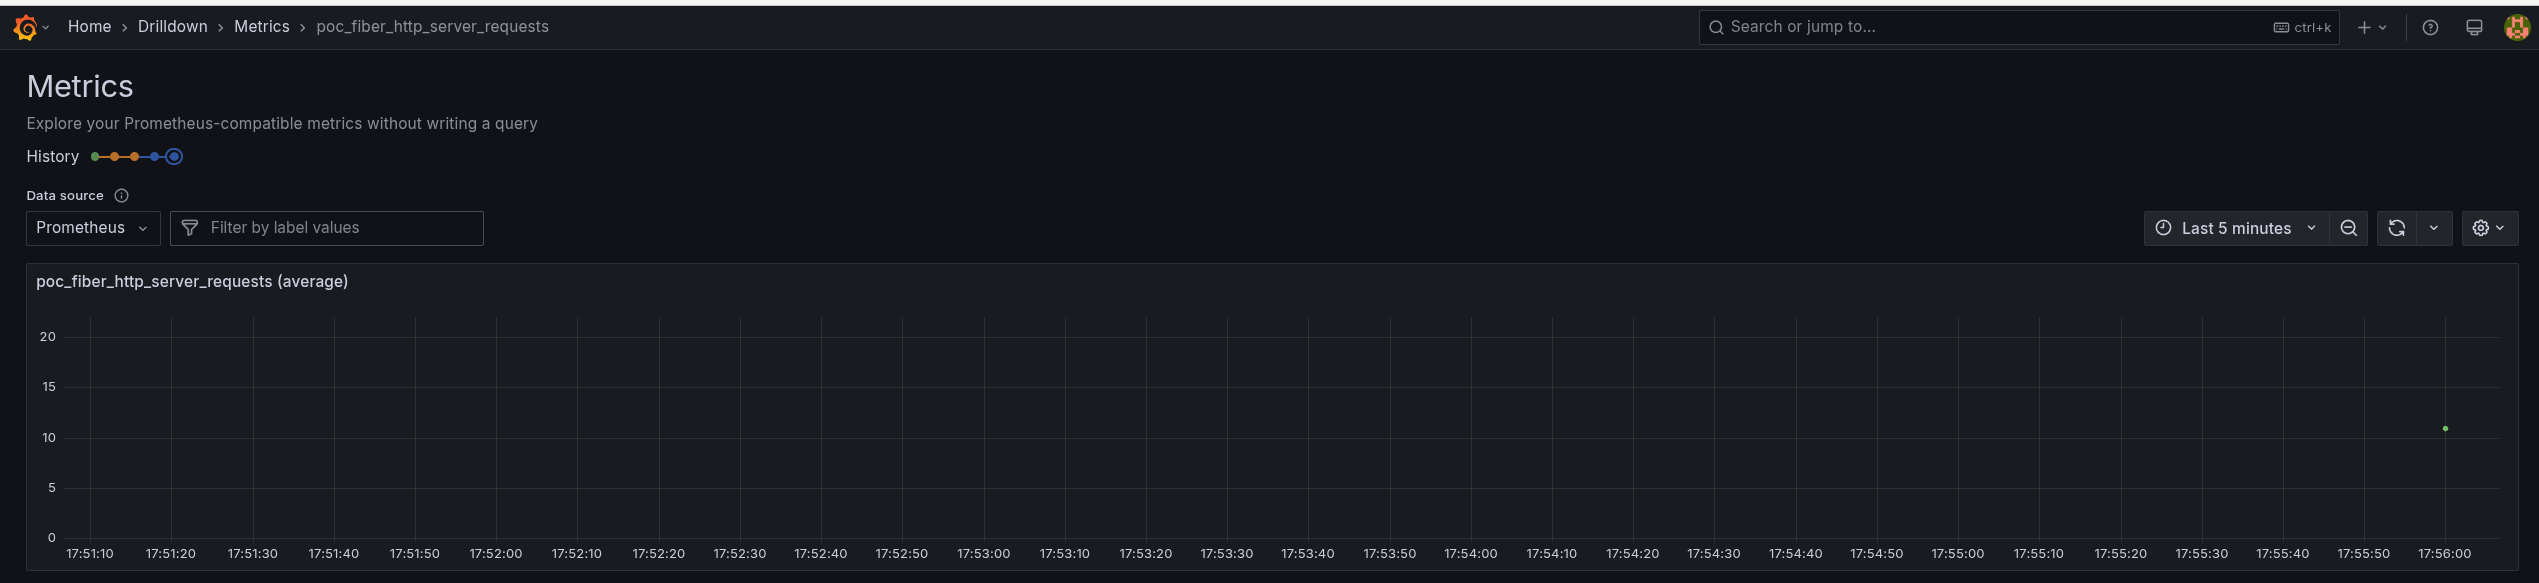 Home › Drilldown › Metrics › poc_fiber_http_server_requests
Search or jump to...
ctrl+k
Metrics
Explore your Prometheus-compatible metrics without writing a query
History
Data source
Prometheus
Filter by label values
Last 5 minutes
poc_fiber_http_server_requests (average)
20
15
10
5
0
17:51:10 17:51:20 17:51:30 17:51:40 17:51:50 17:52:00 17:52:10 17:52:20 17:52:30 17:52:40 17:52:50 17:53:00 17:53:10 17:53:20 17:53:30 17:53:40 17:53:50 17:54:00 17:54:10 17:54:20 17:54:30 17:54:40 17:54:50 17:55:00 17:55:10 17:55:20 17:55:30 17:55:40 17:55:50 17:56:00